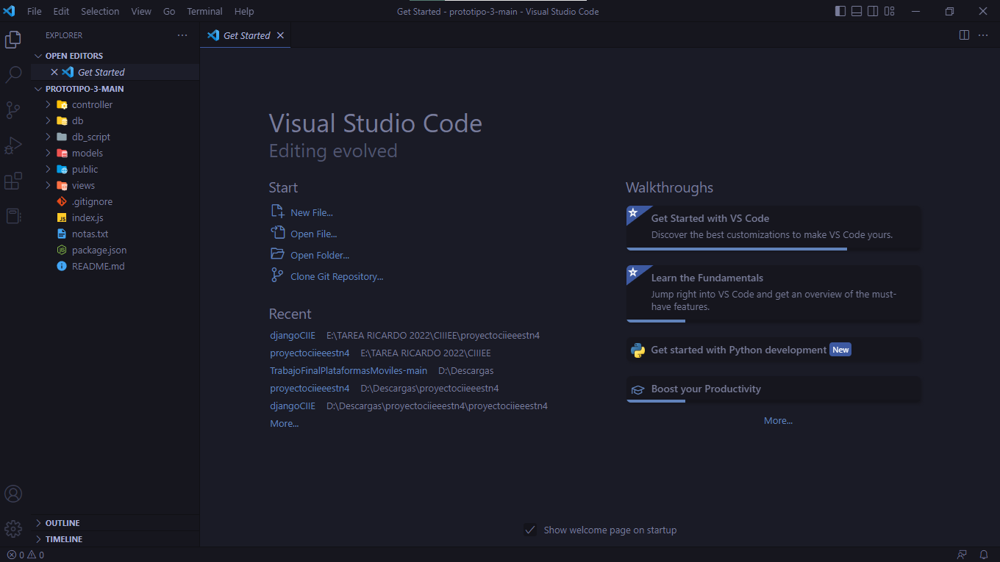 File Edit Selection View Go Terminal Help
Get Started - prototipo-3-main - Visual Studio Code
EXPLORER
OPEN EDITORS
Get Started
PROTOTIPO-3-MAIN
controller
db
db_script
models
public
views
.gitignore
index.js
notas.txt
package.json
README.md
OUTLINE
TIMELINE
Get Started
Visual Studio Code
Editing evolved
Start
New File...
Open File...
Open Folder...
Clone Git Repository...
Recent
djangoCIIE E:\TAREA RICARDO 2022\CIIIEE\proyectociieeestn4
proyectociieeestn4 E:\TAREA RICARDO 2022\CIIIEE
TrabajoFinalPlataformasMoviles-main D:\Descargas
proyectociieeestn4 D:\Descargas\proyectociieeestn4
djangoCIIE D:\Descargas\proyectociieeestn4\proyectociieeestn4
More...
Walkthroughs
Get Started with VS Code
Discover the best customizations to make VS Code yours.
Learn the Fundamentals
Jump right into VS Code and get an overview of the must-
have features.
Get started with Python development New
Boost your Productivity
More...
Show welcome page on startup
0 0